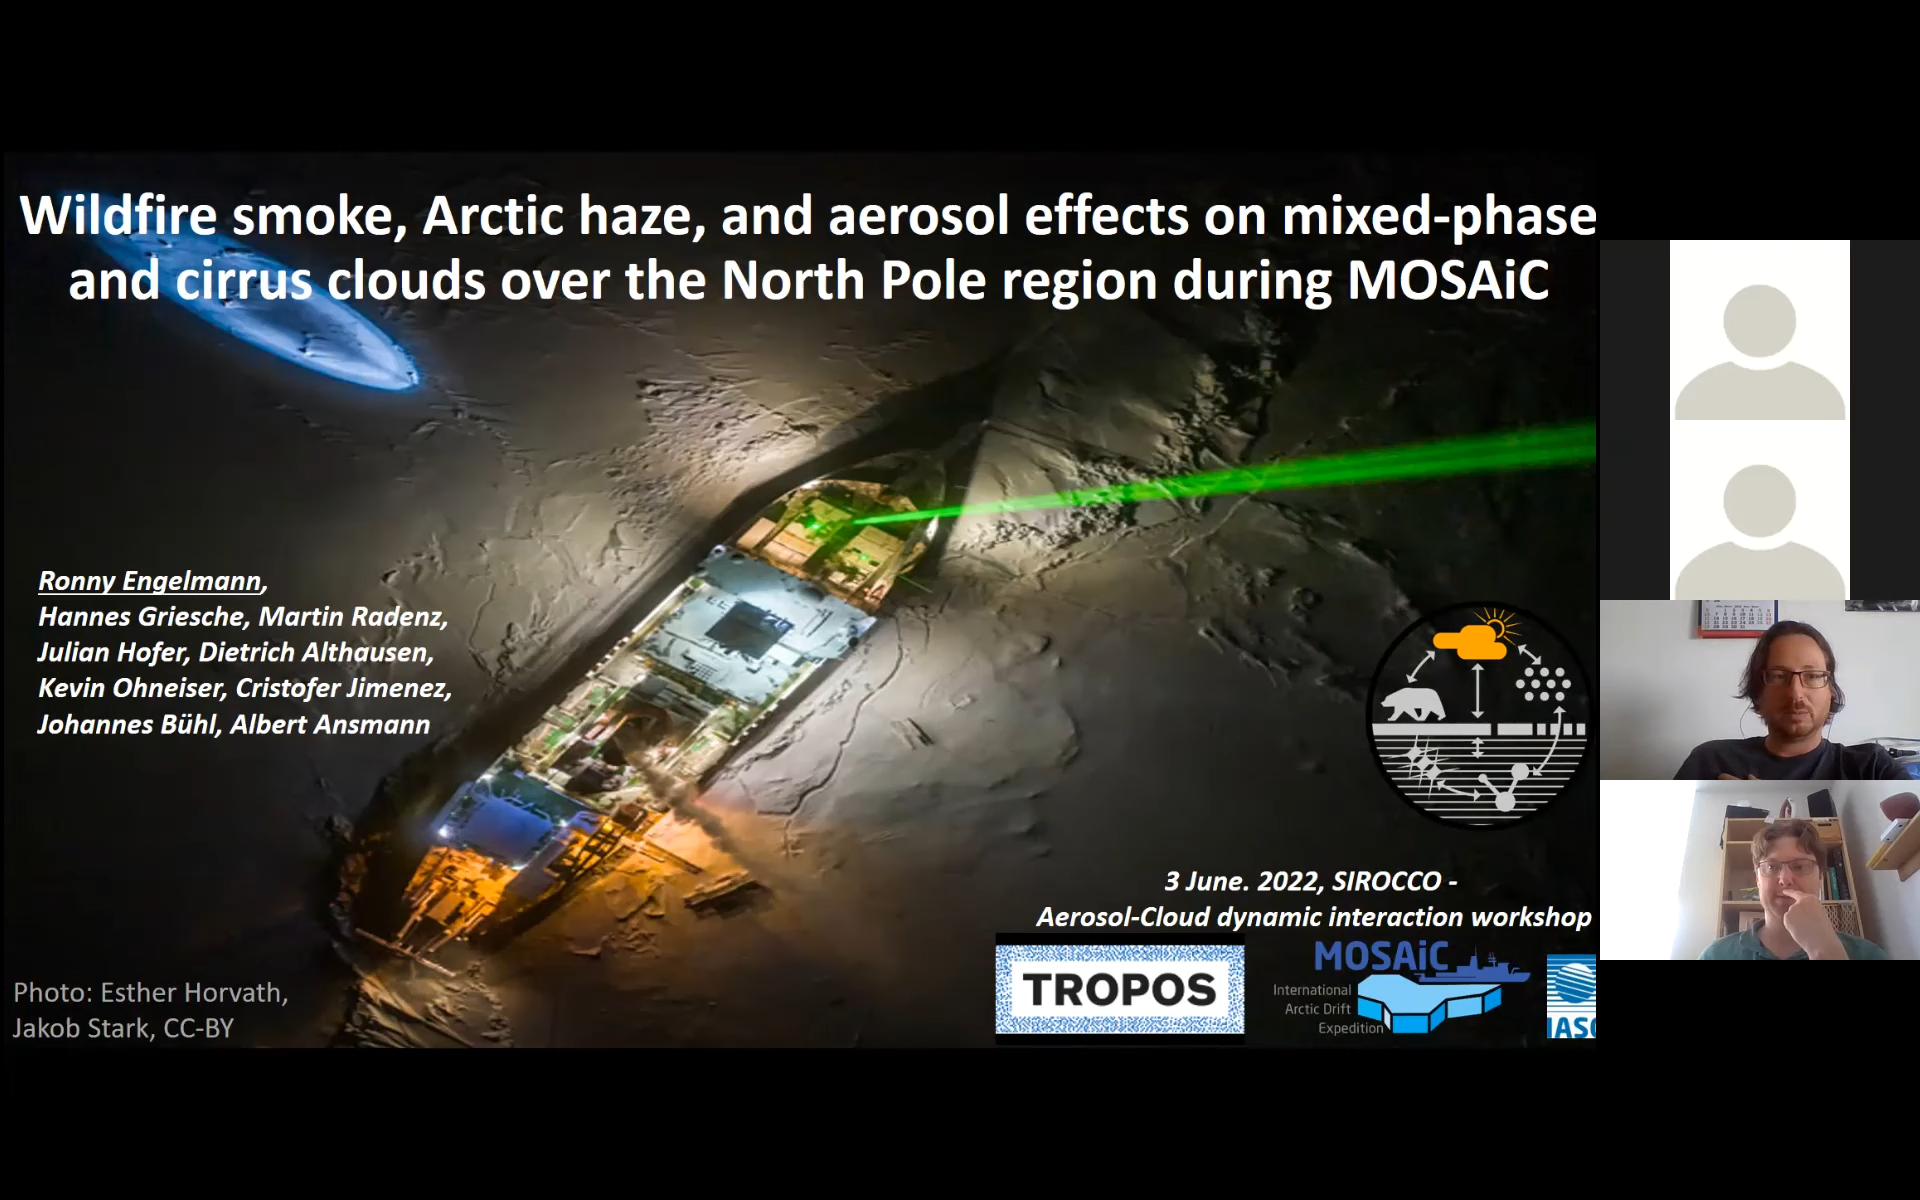 Wildfire smoke, Arctic haze, and aerosol effects on mixed-phase
and cirrus clouds over the North Pole region during MOSAiC
Ronny Engelmann,
Hannes Griesche, Martin Radenz,
Julian Hofer, Dietrich Althausen,
Kevin Ohneiser, Cristofer Jimenez,
Johannes Bühl, Albert Ansmann
3 June. 2022, SIROCCO -
Aerosol-Cloud dynamic interaction workshop
TROPOS
MOSAiC
International
Arctic Drift
Expedition
IASC
Photo: Esther Horvath,
Jakob Stark, CC-BY